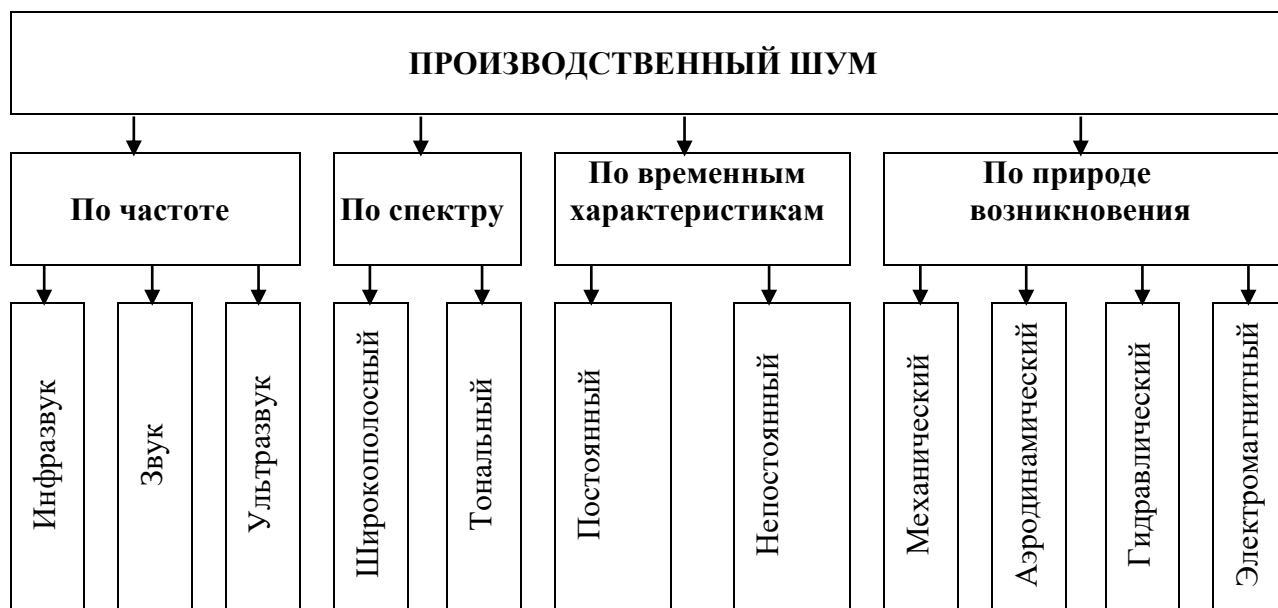 ПРОИЗВОДСТВЕННЫЙ ШУМ
По частоте
По спектру
По временным
характеристикам
По природе
возникновения
Инфразвук
Звук
Ультразвук
Широкополосный
Тональный
Постоянный
Непостоянный
Механический
Аэродинамический
Гидравлический
Электромагнитный